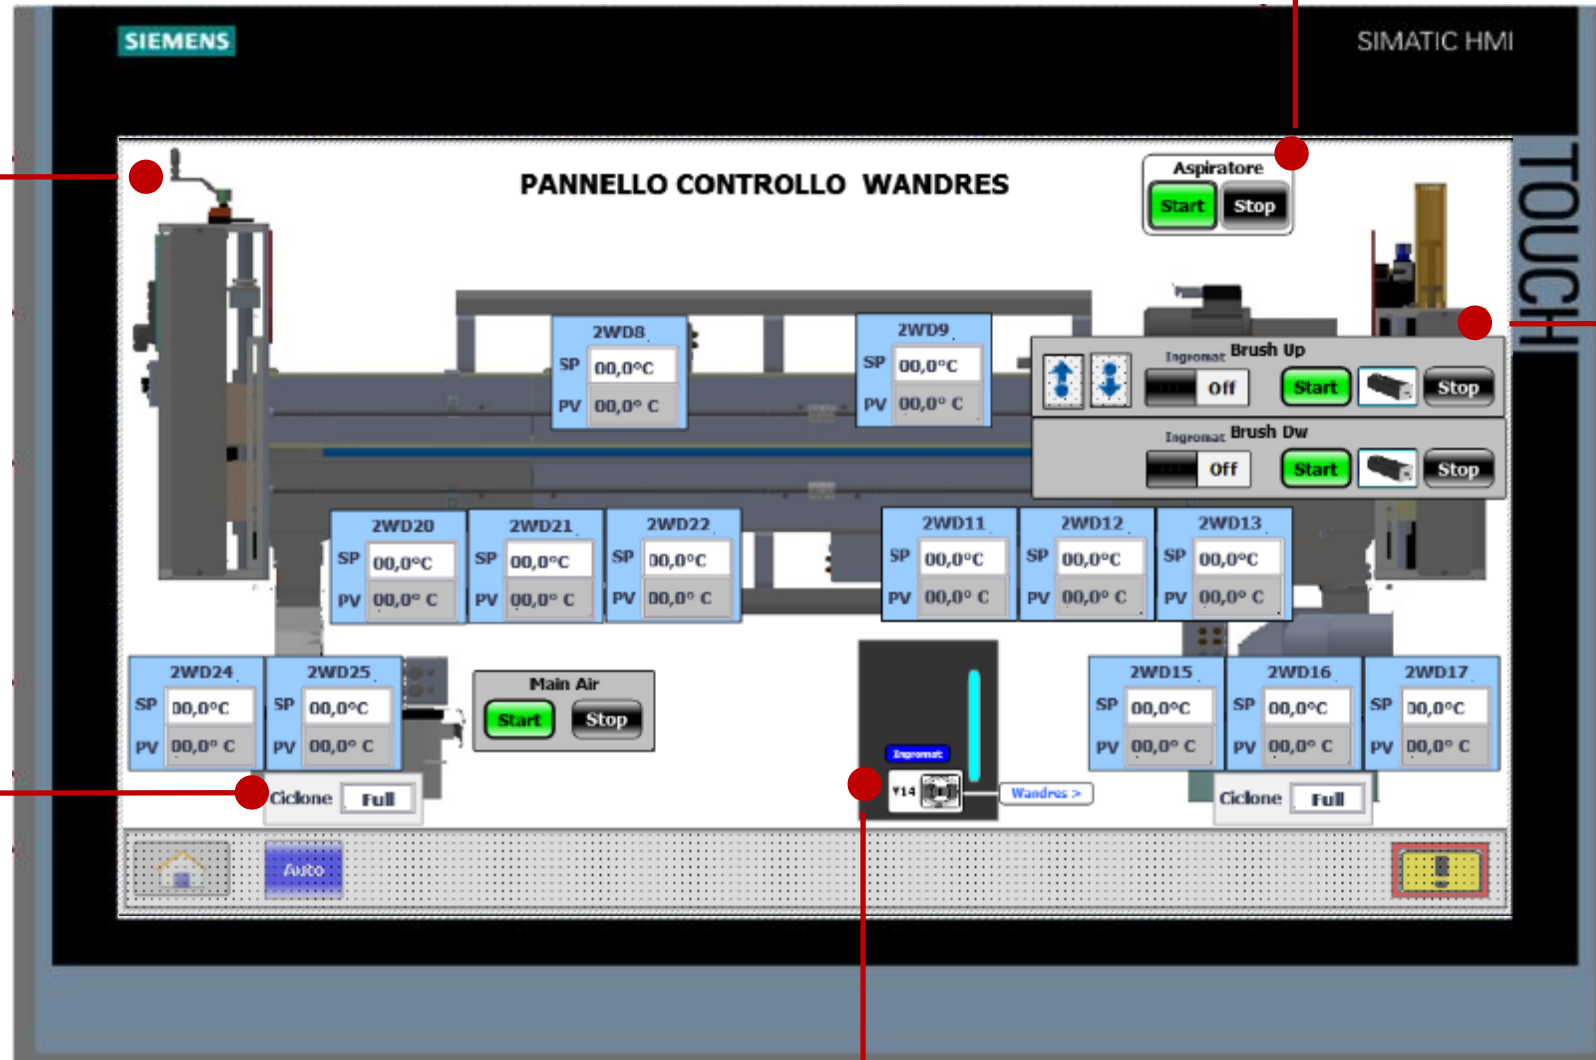 SIEMENS
SIMATIC HMI
TOUCH
PANNELLO CONTROLLO WANDRES
Aspiratore
Start Stop
2WD8
SP 00,0°C
PV 00,0° C
2WD9
SP 00,0°C
PV 00,0° C
Ingromat Brush Up
Off Start Stop
Ingromat Brush Dw
Off Start Stop
2WD20
SP 00,0°C
PV 00,0° C
2WD21
SP 00,0°C
PV 00,0° C
2WD22
SP 00,0°C
PV 00,0° C
2WD11
SP 00,0°C
PV 00,0° C
2WD12
SP 00,0°C
PV 00,0° C
2WD13
SP 00,0°C
PV 00,0° C
2WD24
SP 00,0°C
PV 00,0° C
2WD25
SP 00,0°C
PV 00,0° C
Main Air
Start Stop
Ingromat
Y14
Wandres >
2WD15
SP 00,0°C
PV 00,0° C
2WD16
SP 00,0°C
PV 00,0° C
2WD17
SP 00,0°C
PV 00,0° C
Ciclone Full
Ciclone Full
Auto